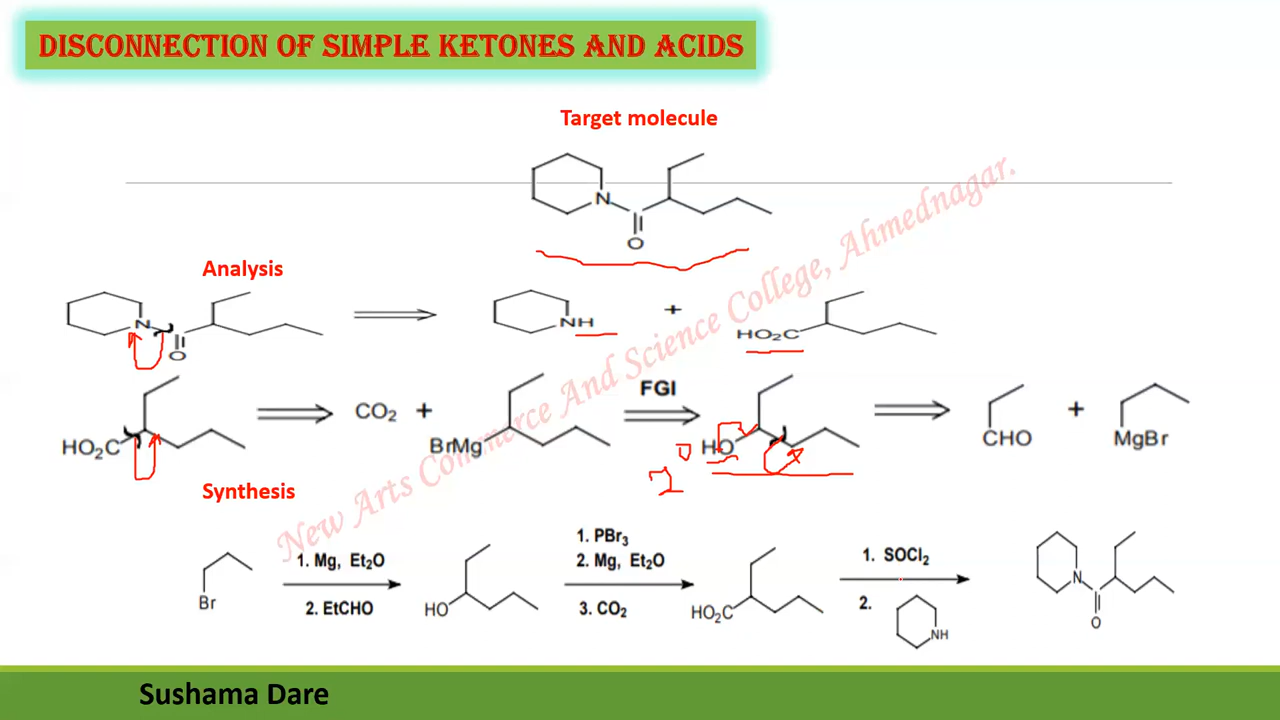 DISCONNECTION OF SIMPLE KETONES AND ACIDS
Target molecule
N
O
Analysis
N
O
NH
+
HO₂C
HO₂C
CO₂ +
BrMg
FGI
HO
2°
CHO
+
MgBr
New Arts Commerce And Science College, Ahmednagar.
Synthesis
Br
1. Mg, Et₂O
2. EtCHO
HO
1. PBr₃
2. Mg, Et₂O
3. CO₂
HO₂C
1. SOCl₂
2.
NH
N
O
Sushama Dare